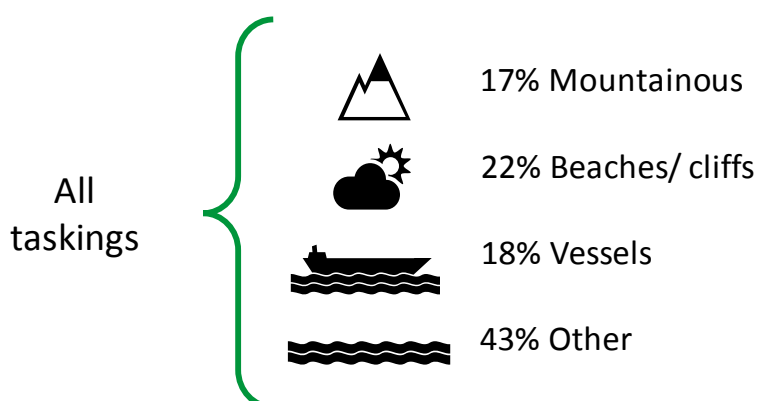 All
taskings
17% Mountainous
22% Beaches/ cliffs
18% Vessels
43% Other